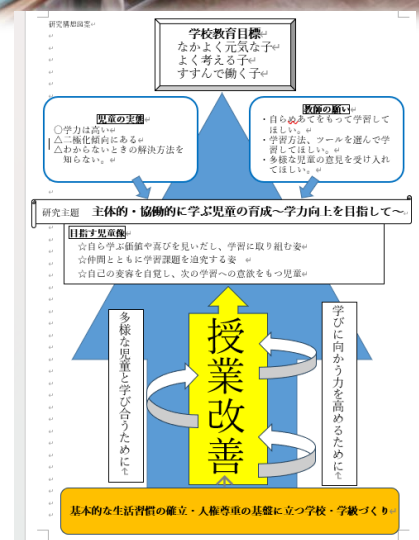 研究構想図案
学校教育目標
なかよく元気な子
よく考える子
すすんで働く子
児童の実態
〇学力は高い
△二極化傾向にある
△わからないときの解決方法を
知らない。
教師の願い
・自らめあてをもって学習して
ほしい。
・学習方法、ツールを選んで学
習してほしい。
・多様な児童の意見を受け入れ
てほしい。
研究主題 主体的・協働的に学ぶ児童の育成～学力向上を目指して～
目指す児童像
☆自ら学ぶ価値や喜びを見いだし、学習に取り組む姿
☆仲間とともに学習課題を追究する姿
☆自己の変容を自覚し、次の学習への意欲をもつ児童
多様な児童と学び合うために
授業改善
学びに向かう力を高めるために
基本的な生活習慣の確立・人権尊重の基盤に立つ学校・学級づくり